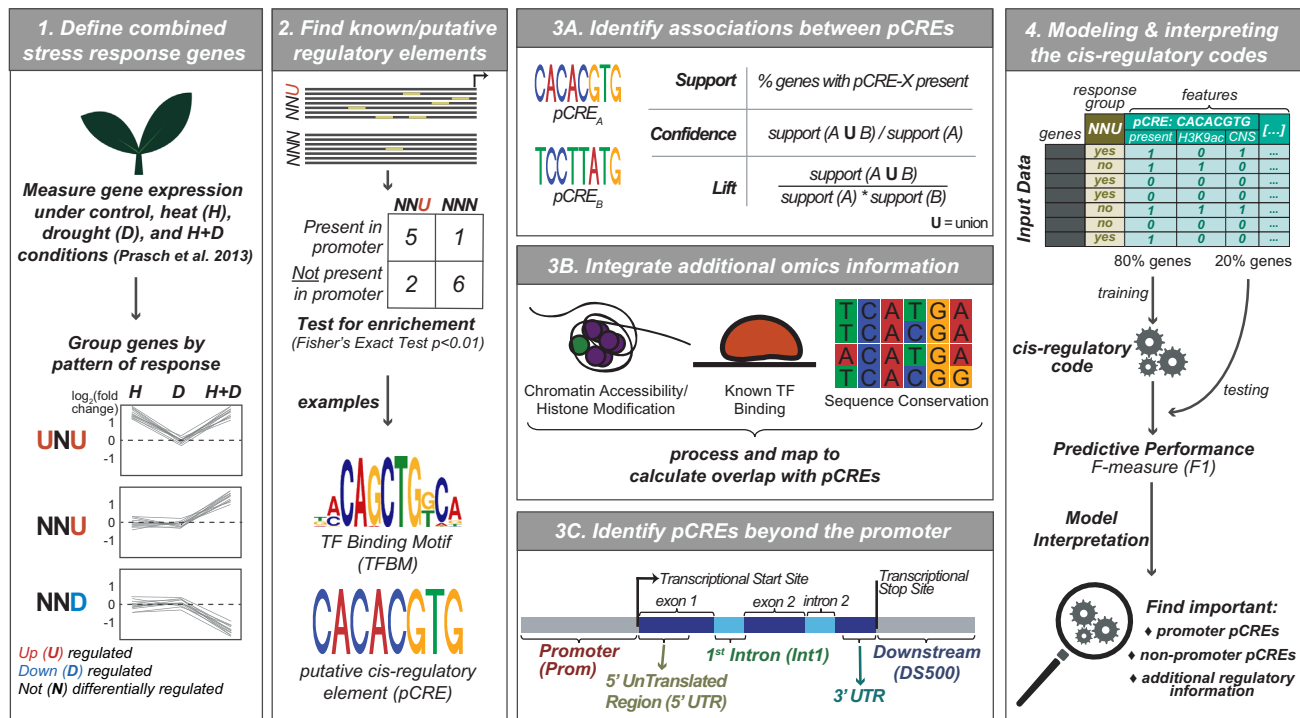 1. Define combined
stress response genes
Measure gene expression
under control, heat (H),
drought (D), and H+D
conditions (Prasch et al. 2013)
Group genes by
pattern of response
log2(fold
change)
H D H+D
UNU
1
0
-1
NNU
1
0
-1
NND
1
0
-1
Up (U) regulated
Down (D) regulated
Not (N) differentially regulated
2. Find known/putative
regulatory elements
NNU
NNN
NNU NNN
Present in
promoter
5 1
Not present
in promoter
2 6
Test for enrichement
(Fisher's Exact Test p<0.01)
examples
ACAGCTGGCA
TF Binding Motif
(TFBM)
CACACGTG
putative cis-regulatory
element (pCRE)
3A. Identify associations between pCREs
CACACGTG
pCREA
TCCTTATG
pCREB
Support % genes with pCRE-X present
Confidence support (A U B) / support (A)
Lift support (A U B)
support (A) * support (B)
U = union
3B. Integrate additional omics information
TCATGA
TCACGA
ACATGA
TCACGG
Chromatin Accessibility/
Histone Modification
Known TF
Binding
Sequence Conservation
process and map to
calculate overlap with pCREs
3C. Identify pCREs beyond the promoter
Transcriptional Start Site
Transcriptional
Stop Site
exon 1 exon 2 intron 2
Promoter
(Prom)
1st Intron (Int1)
Downstream
(DS500)
5' UnTranslated
Region (5' UTR)
3' UTR
4. Modeling & interpreting
the cis-regulatory codes
response
group
features
genes
NNU
pCRE: CACACGTG
[...]
present H3K9ac CNS
Input Data
yes 1 0 1 ...
no 1 1 0 ...
yes 0 0 0 ...
yes 0 0 0 ...
no 1 1 1 ...
no 0 0 0 ...
yes 1 0 0 ...
80% genes 20% genes
training
cis-regulatory
code
testing
Predictive Performance
F-measure (F1)
Model
Interpretation
Find important:
♦ promoter pCREs
♦ non-promoter pCREs
♦ additional regulatory
information